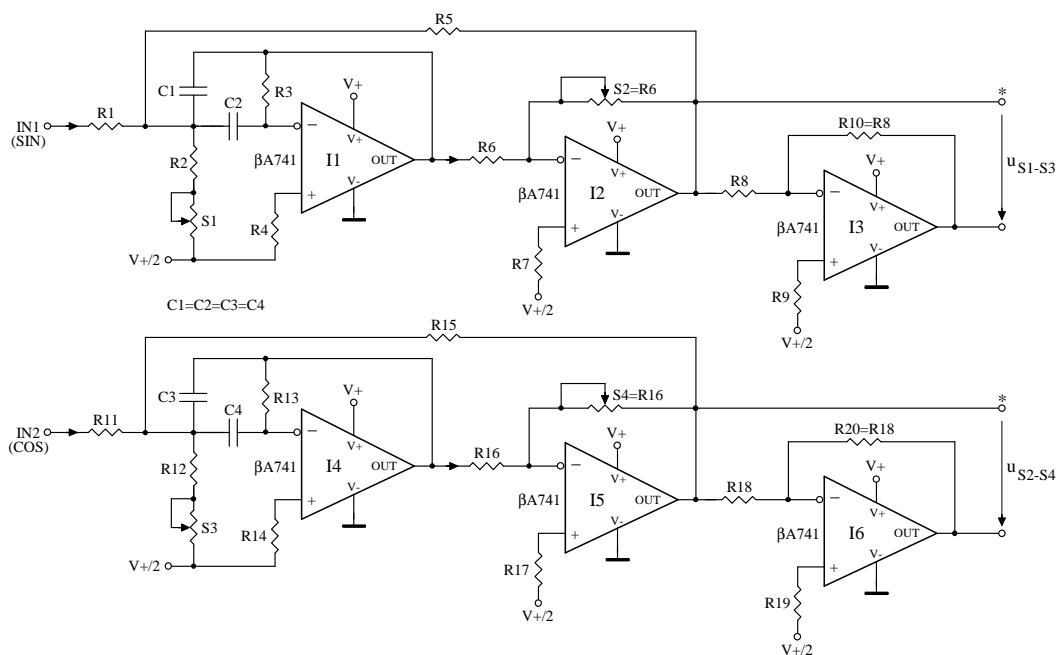 R5
C1
C2
R3
V+
S2=R6
*
IN1
(SIN)
R1
R2
βA741
I1
V+
OUT
V-
−
+
R6
V+
R10=R8
u_{S1-S3}
S1
R4
V+/2
βA741
I2
V+
OUT
V-
−
+
R8
V+
R7
V+/2
βA741
I3
V+
OUT
V-
−
+
R9
V+/2
C1=C2=C3=C4
R15
C3
C4
R13
V+
S4=R16
*
IN2
(COS)
R11
R12
βA741
I4
V+
OUT
V-
−
+
R16
V+
R20=R18
u_{S2-S4}
S3
R14
V+/2
βA741
I5
V+
OUT
V-
−
+
R18
V+
R17
V+/2
βA741
I6
V+
OUT
V-
−
+
R19
V+/2